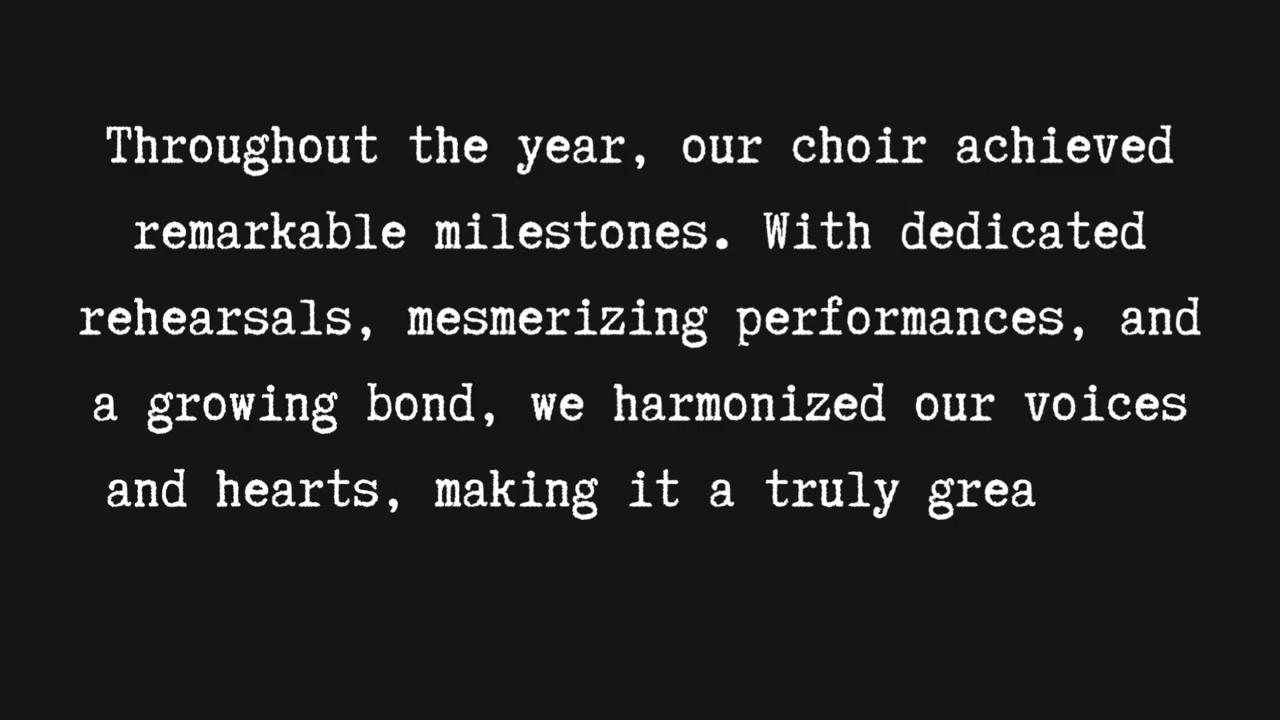 Throughout the year, our choir achieved
remarkable milestones. With dedicated
rehearsals, mesmerizing performances, and
a growing bond, we harmonized our voices
and hearts, making it a truly grea